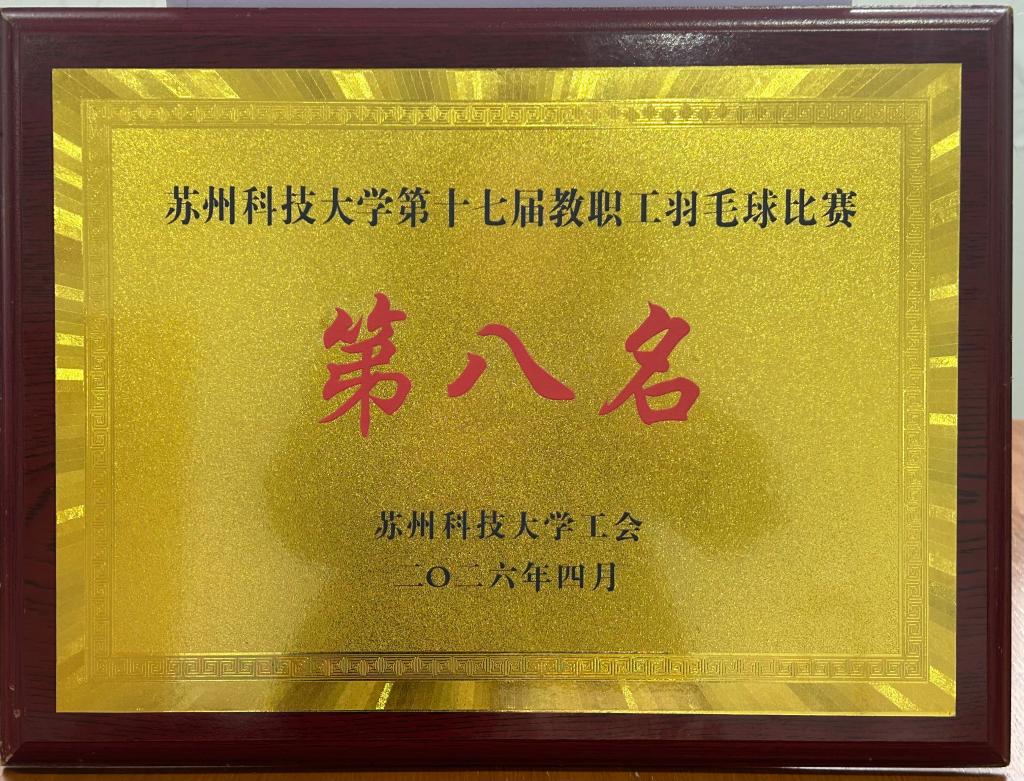 苏州科技大学第十七届教职工羽毛球比赛
第八名
苏州科技大学工会
二〇二六年四月